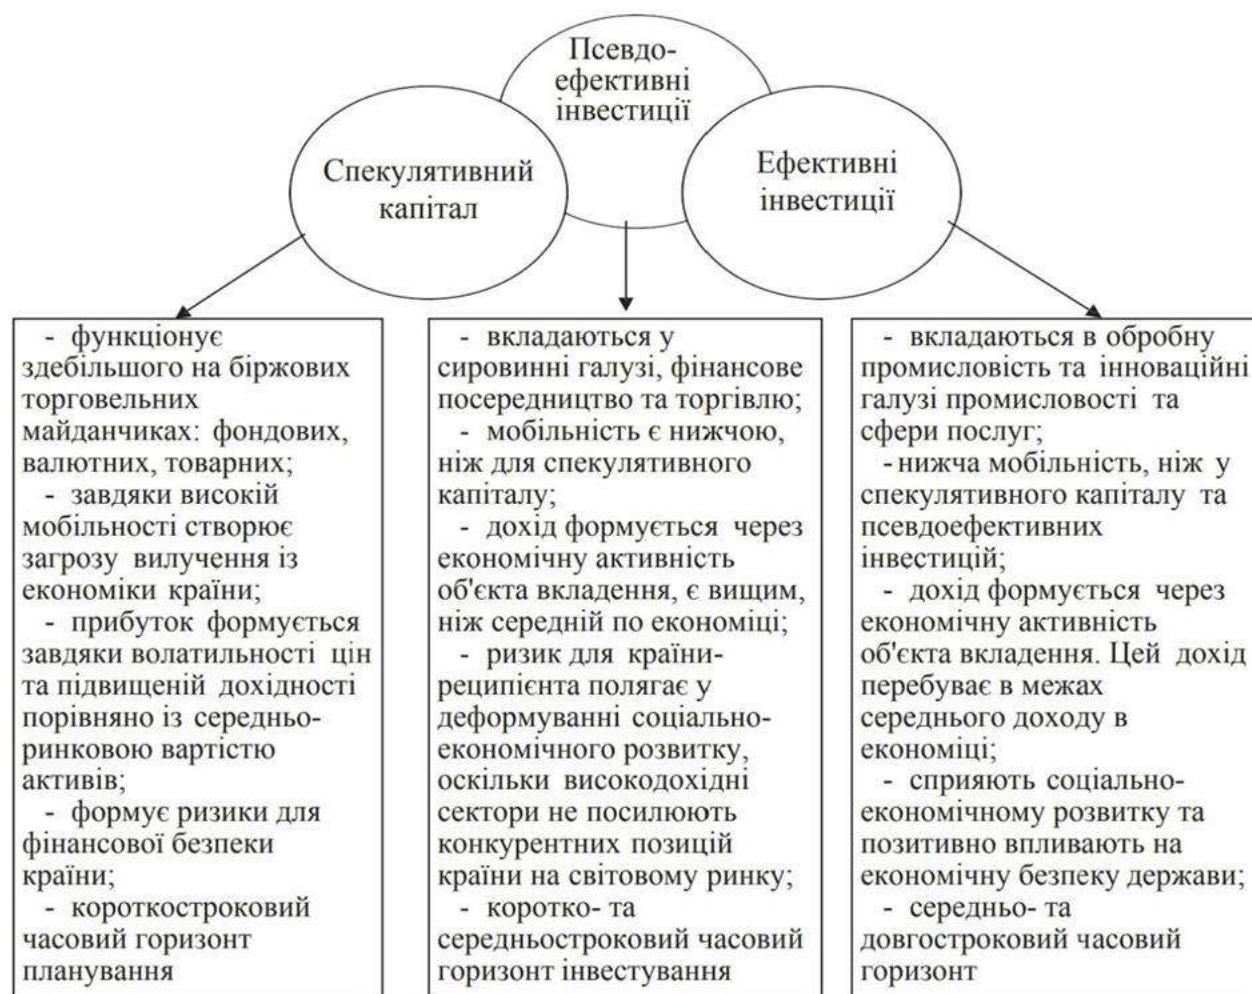 Псевдо-
ефективні
інвестиції
Спекулятивний
капітал
Ефективні
інвестиції
- функціонує
здебільшого на біржових
торговельних
майданчиках: фондових,
валютних, товарних;
- завдяки високій
мобільності створює
загрозу вилучення із
економіки країни;
- прибуток формується
завдяки волатильності цін
та підвищеній дохідності
порівняно із середньо-
ринковою вартістю
активів;
- формує ризики для
фінансової безпеки
країни;
- короткостроковий
часовий горизонт
планування
- вкладаються у
сировинні галузі, фінансове
посередництво та торгівлю;
- мобільність є нижчою,
ніж для спекулятивного
капіталу;
- дохід формується через
економічну активність
об'єкта вкладення, є вищим,
ніж середній по економіці;
- ризик для країни-
реципієнта полягає у
деформуванні соціально-
економічного розвитку,
оскільки високодохідні
сектори не посилюють
конкурентних позицій
країни на світовому ринку;
- коротко- та
середньостроковий часовий
горизонт інвестування
- вкладаються в обробну
промисловість та інноваційні
галузі промисловості та
сфери послуг;
- нижча мобільність, ніж у
спекулятивного капіталу та
псевдоефективних
інвестицій;
- дохід формується через
економічну активність
об'єкта вкладення. Цей дохід
перебуває в межах
середнього доходу в
економіці;
- сприяють соціально-
економічному розвитку та
позитивно впливають на
економічну безпеку держави;
- середньо- та
довгостроковий часовий
горизонт